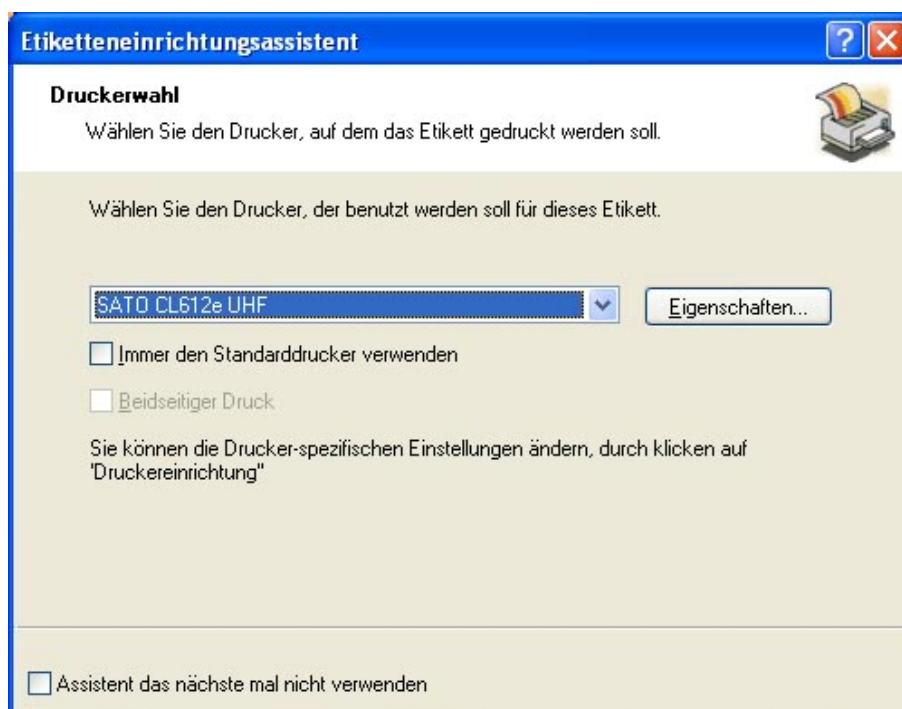 Etiketteneinrichtungsassistent
Druckerwahl
Wählen Sie den Drucker, auf dem das Etikett gedruckt werden soll.
Wählen Sie den Drucker, der benutzt werden soll für dieses Etikett.
SATO CL612e UHF
Eigenschaften...
Immer den Standarddrucker verwenden
Beidseitiger Druck
Sie können die Drucker-spezifischen Einstellungen ändern, durch klicken auf
'Druckereinrichtung"
Assistent das nächste mal nicht verwenden